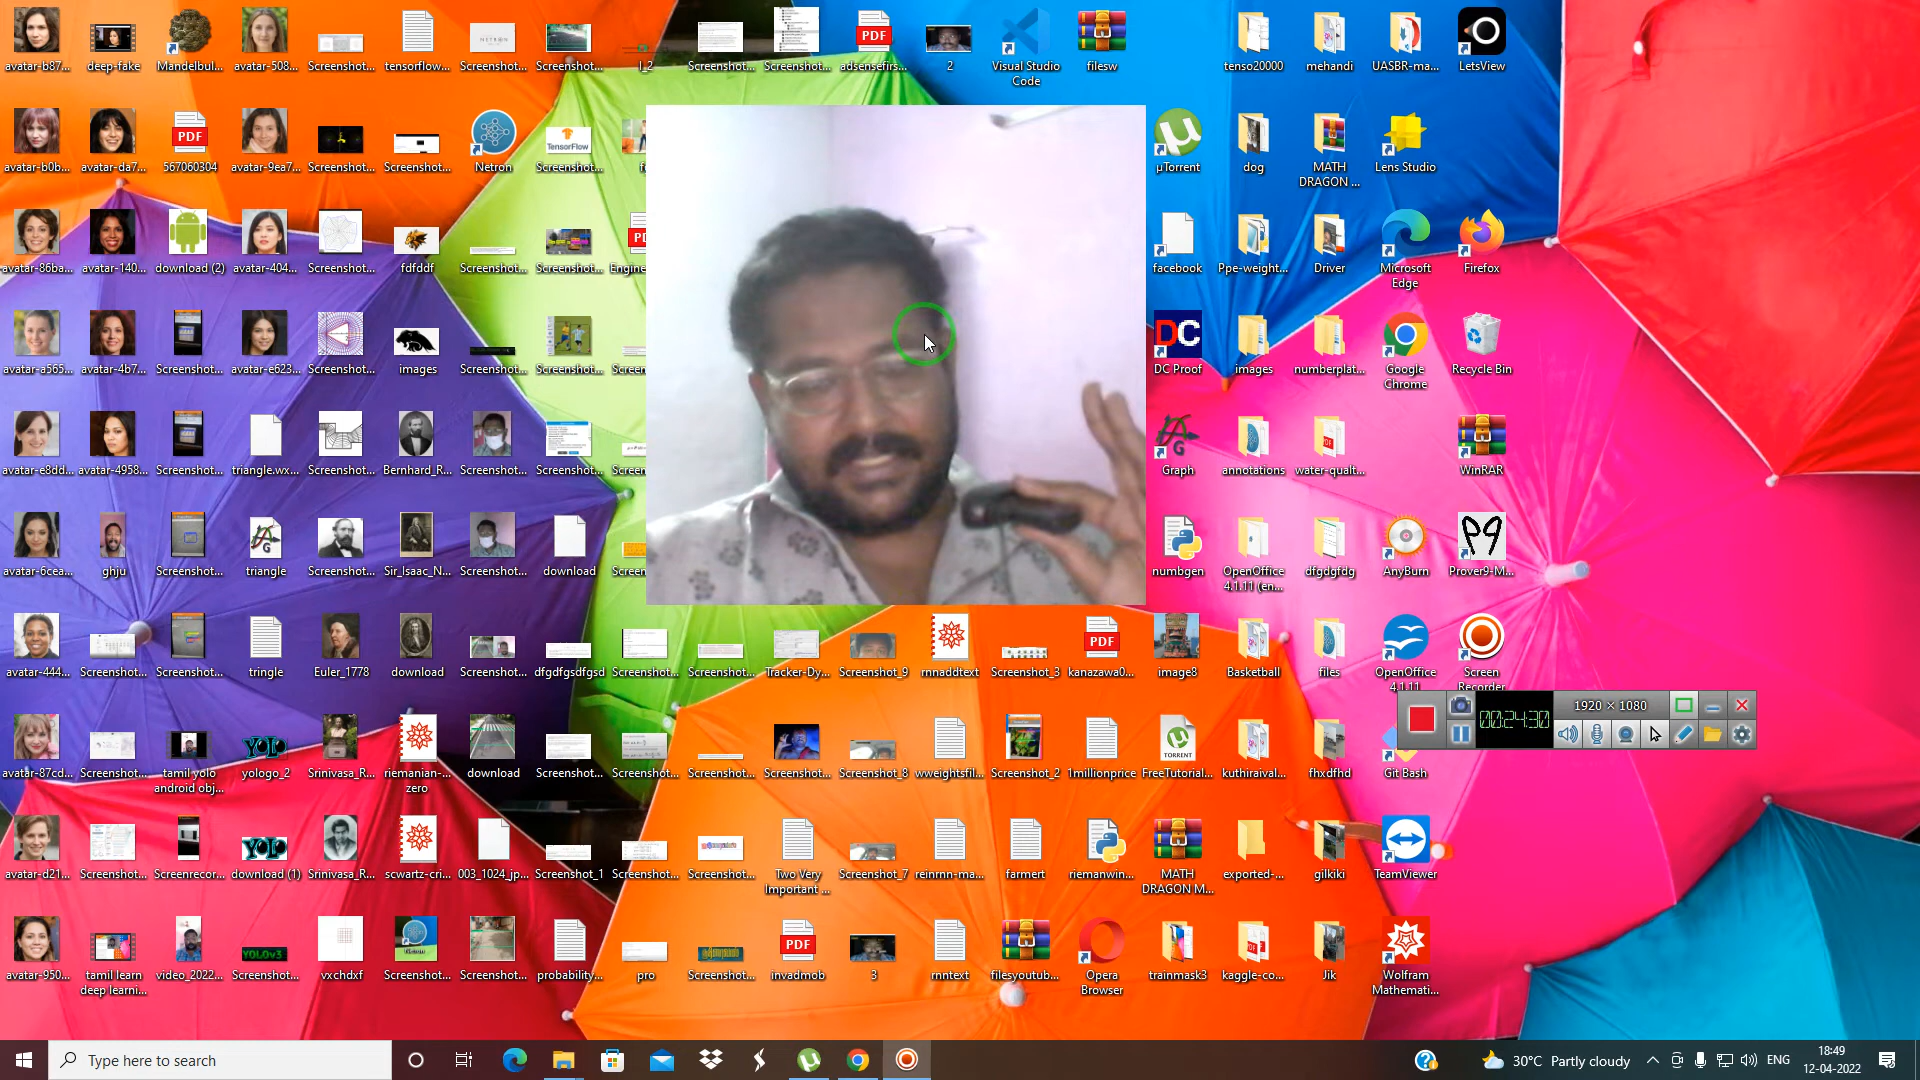 avatar-b87...
deep-fake
Mandelbul...
avatar-508...
Screenshot...
tensorflow...
Screenshot...
Screenshot...
l_2
Screenshot...
Screenshot...
adsensefirs...
2
Visual Studio
Code
filesw
tenso20000
mehandi
UASBR-ma...
LetsView
avatar-b0b...
avatar-da7...
567060304
avatar-9ea7...
Screenshot...
Screenshot...
Netron
Screenshot...
µTorrent
dog
MATH
DRAGON ...
Lens Studio
avatar-86ba...
avatar-140...
download (2)
avatar-404...
Screenshot...
fdfddf
Screenshot...
Screenshot...
Engine
facebook
Ppe-weight...
Driver
Microsoft
Edge
Firefox
avatar-a565...
avatar-4b7...
Screenshot...
avatar-e623...
Screenshot...
images
Screenshot...
Screenshot...
Screen
DC Proof
images
numberplat...
Google
Chrome
Recycle Bin
avatar-e8dd...
avatar-4958...
Screenshot...
triangle.wx...
Screenshot...
Bernhard_R...
Screenshot...
Screenshot...
Screen
Graph
annotations
water-qualt...
WinRAR
avatar-6cea...
ghju
Screenshot...
triangle
Screenshot...
Sir_Isaac_N...
Screenshot...
download
Screen
numbgen
OpenOffice
4.1.11 (en...
dfgdgfdg
AnyBurn
Prover9-M...
avatar-444...
Screenshot...
Screenshot...
tringle
Euler_1778
download
Screenshot...
dfgdfgsdfgsd
Screenshot...
Screenshot...
Tracker-Dy...
Screenshot_9
rnnaddtext
Screenshot_3
kanazawa0...
image8
Basketball
files
OpenOffice
4.1.11
Screen
Recorder
00:24:30
1920 × 1080
avatar-87cd...
Screenshot...
tamil yolo
android obj...
yologo_2
Srinivasa_R...
riemanian-...
zero
download
Screenshot...
Screenshot...
Screenshot...
Screenshot...
Screenshot_8
wweightsfil...
Screenshot_2
1millionprice
FreeTutorial...
kuthiraival...
fhxdfhd
Git Bash
avatar-d21...
Screenshot...
Screenrecor...
download (1)
Srinivasa_R...
scwartz-cri...
003_1024_jp...
Screenshot_1
Screenshot...
Screenshot...
Two Very
Important ...
Screenshot_7
reinrnn-ma...
farmert
riemanwin...
MATH
DRAGON M...
exported-...
gilkiki
TeamViewer
avatar-950...
tamil learn
deep learni...
video_2022...
Screenshot...
vxchdxf
Screenshot...
Screenshot...
probability...
pro
Screenshot...
invadmob
3
rnntext
filesyoutub...
Opera
Browser
trainmask3
kaggle-co...
Jik
Wolfram
Mathemati...
Type here to search
30°C Partly cloudy
ENG
18:49
12-04-2022